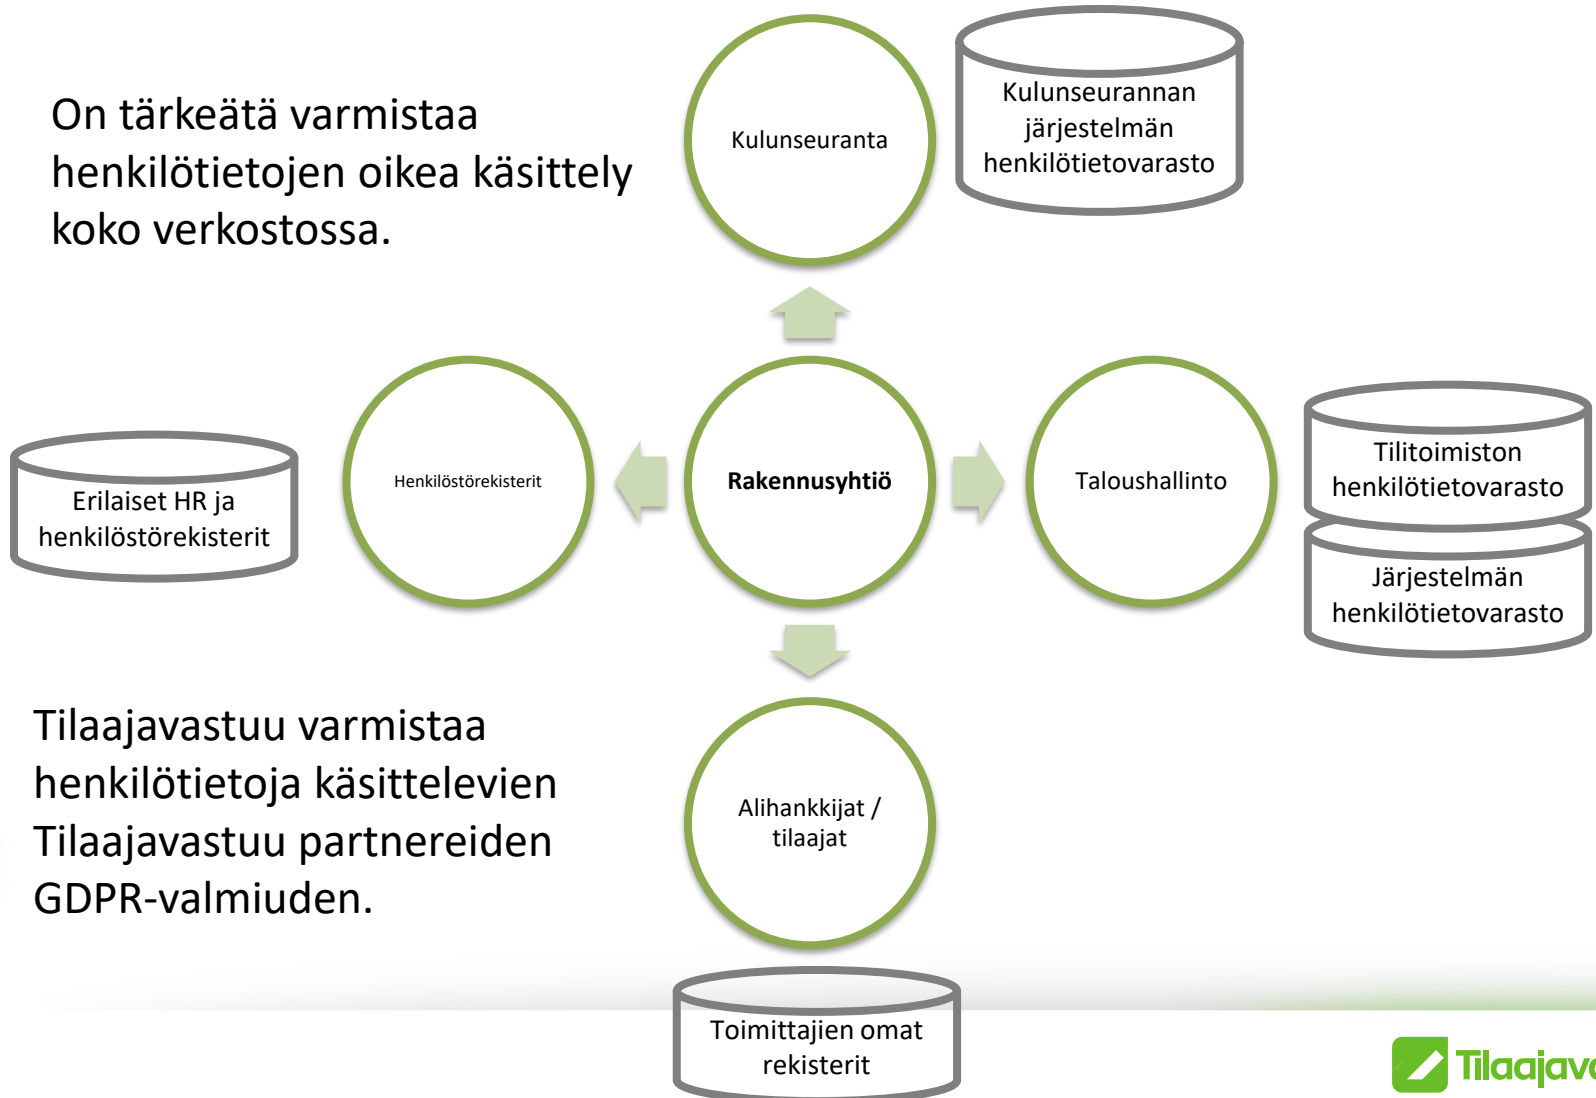 On tärkeätä varmistaa
henkilötietojen oikea käsittely
koko verkostossa.
Kulunseuranta
Kulunseurannan
järjestelmän
henkilötietovarasto
Erilaiset HR ja
henkilöstörekisterit
Henkilöstörekisterit
Rakennusyhtiö
Taloushallinto
Tilitoimiston
henkilötietovarasto
Järjestelmän
henkilötietovarasto
Tilaajavastuu varmistaa
henkilötietoja käsittelevien
Tilaajavastuu partnereiden
GDPR-valmiuden.
Alihankkijat /
tilaajat
Toimittajien omat
rekisterit
Tilaajava